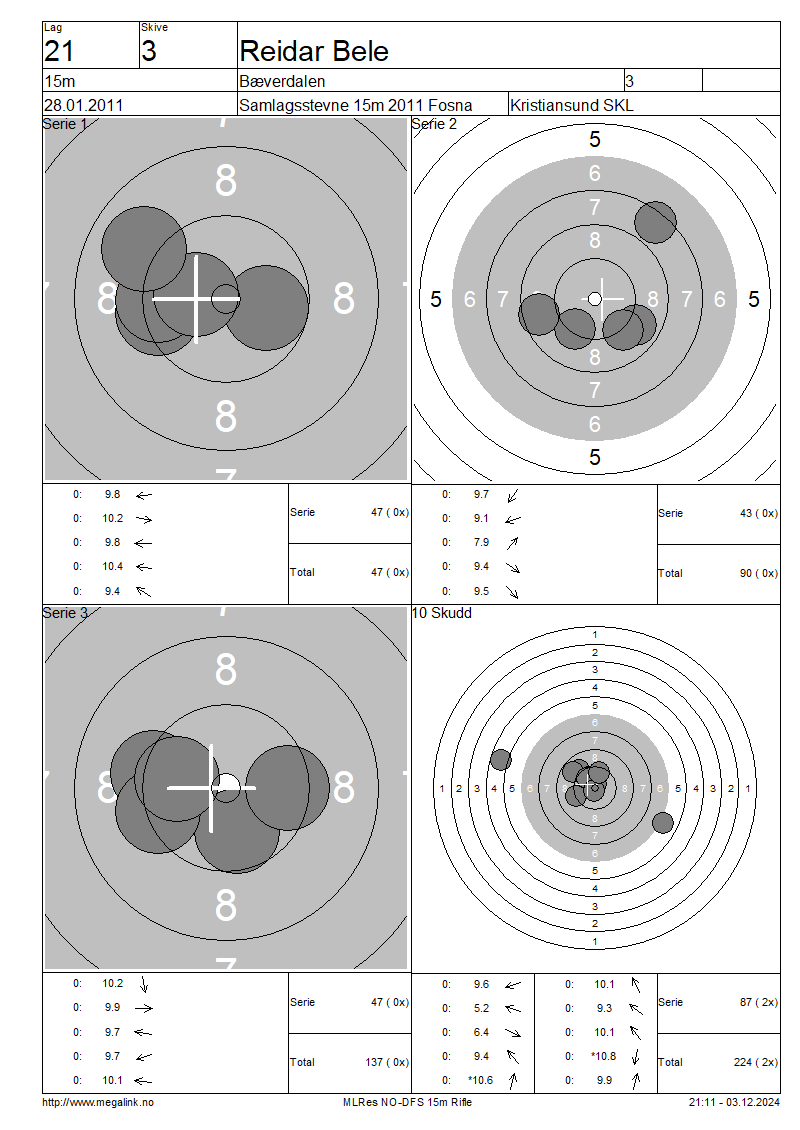 Lag
Skive
21
3
Reidar Bele
15m
Bæverdalen
3
28.01.2011
Samlagsstevne 15m 2011 Fosna
Kristiansund SKL
Serie 1
7
8
7 8 8 7
8
7
Serie 2
5
6
7
8
5 6 7 8 7 6 5
8
7
6
5
0: 9.8
0: 10.2
0: 9.8
0: 10.4
0: 9.4
Serie 47 ( 0x)
Total 47 ( 0x)
0: 9.7
0: 9.1
0: 7.9
0: 9.4
0: 9.5
Serie 43 ( 0x)
Total 90 ( 0x)
Serie 3
7
8
7 8 8 7
8
7
10 Skudd
1
2
3
4
5
6
7
8
1 2 3 4 5 6 7 8 8 7 6 5 4 3 2 1
8
7
6
5
4
3
2
1
0: 10.2
0: 9.9
0: 9.7
0: 9.7
0: 10.1
Serie 47 ( 0x)
Total 137 ( 0x)
0: 9.6 0: 10.1
0: 5.2 0: 9.3
0: 6.4 0: 10.1
0: 9.4 0: *10.8
0: *10.6 0: 9.9
Serie 87 ( 2x)
Total 224 ( 2x)
http://www.megalink.no
MLRes NO-DFS 15m Rifle
21:11 - 03.12.2024